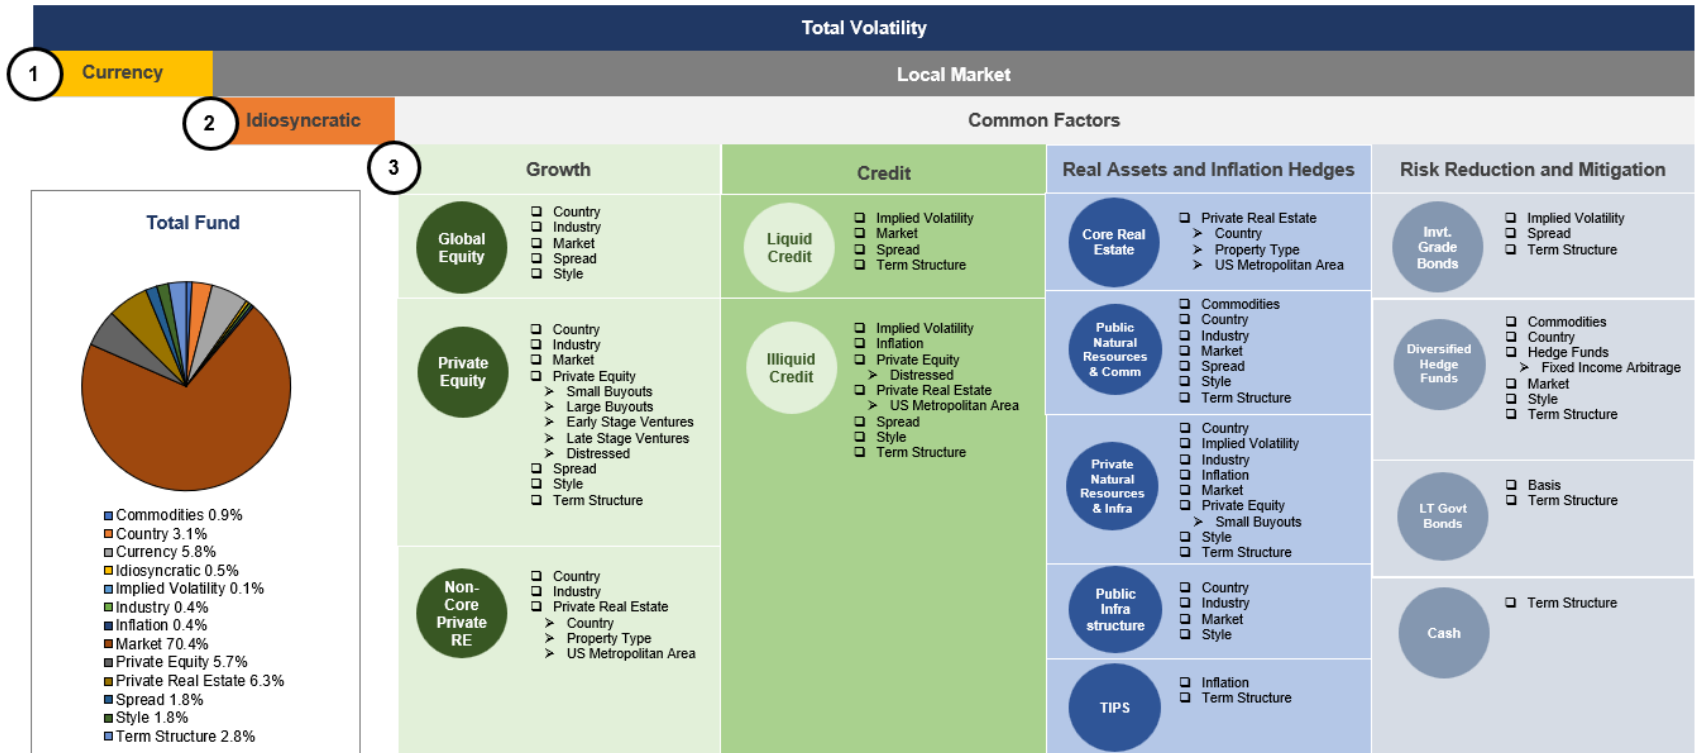 Total Volatility
1
Currency
Local Market
2
Idiosyncratic
Common Factors
3
Growth
Credit
Real Assets and Inflation Hedges
Risk Reduction and Mitigation
Total Fund
Commodities 0.9%
Country 3.1%
Currency 5.8%
Idiosyncratic 0.5%
Implied Volatility 0.1%
Industry 0.4%
Inflation 0.4%
Market 70.4%
Private Equity 5.7%
Private Real Estate 6.3%
Spread 1.8%
Style 1.8%
Term Structure 2.8%
Global
Equity
Country
Industry
Market
Spread
Style
Private
Equity
Country
Industry
Market
Private Equity
Small Buyouts
Large Buyouts
Early Stage Ventures
Late Stage Ventures
Distressed
Spread
Style
Term Structure
Non-
Core
Private
RE
Country
Industry
Private Real Estate
Country
Property Type
US Metropolitan Area
Liquid
Credit
Implied Volatility
Market
Spread
Term Structure
Illiquid
Credit
Implied Volatility
Inflation
Private Equity
Distressed
Private Real Estate
US Metropolitan Area
Spread
Style
Term Structure
Core Real
Estate
Private Real Estate
Country
Property Type
US Metropolitan Area
Public
Natural
Resources
& Comm
Commodities
Country
Industry
Market
Spread
Style
Term Structure
Private
Natural
Resources
& Infra
Country
Implied Volatility
Industry
Inflation
Market
Private Equity
Small Buyouts
Style
Term Structure
Public
Infra
structure
Country
Industry
Market
Style
TIPS
Inflation
Term Structure
Invt.
Grade
Bonds
Implied Volatility
Spread
Term Structure
Diversified
Hedge
Funds
Commodities
Country
Hedge Funds
Fixed Income Arbitrage
Market
Style
Term Structure
LT Govt
Bonds
Basis
Term Structure
Cash
Term Structure